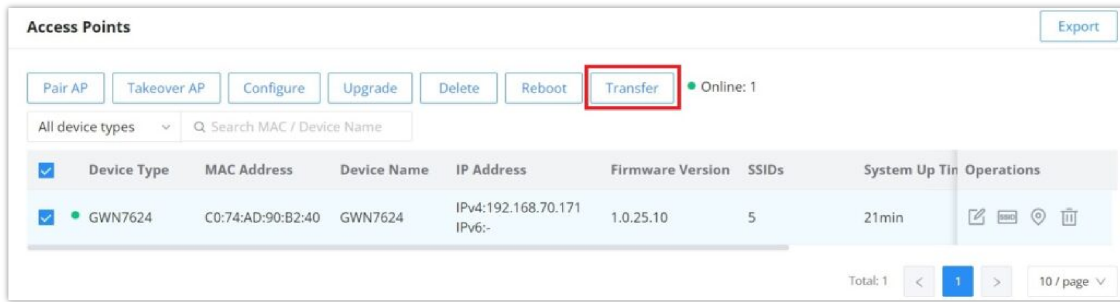 Access Points
Export
Pair AP Takeover AP Configure Upgrade Delete Reboot Transfer Online: 1
All device types Search MAC / Device Name
Device Type MAC Address Device Name IP Address Firmware Version SSIDs System Up Tin Operations
GWN7624 C0:74:AD:90:B2:40 GWN7624 IPv4:192.168.70.171 1.0.25.10 5 21min SSID
IPv6:-
Total: 1 < 1 > 10 / page